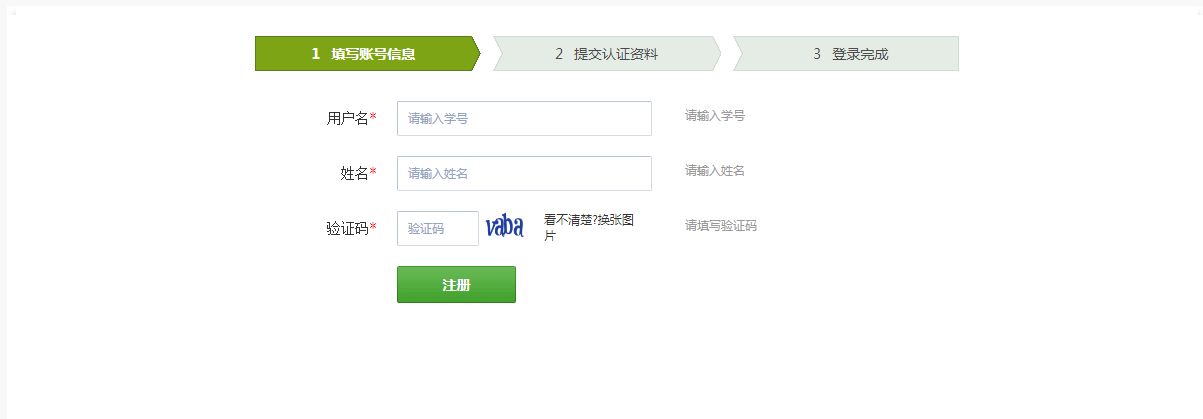 1 填写账号信息
2 提交认证资料
3 登录完成
用户名* 请输入学号 请输入学号
姓名* 请输入姓名 请输入姓名
验证码* 验证码 vaba 看不清楚?换张图
片
请填写验证码
注册